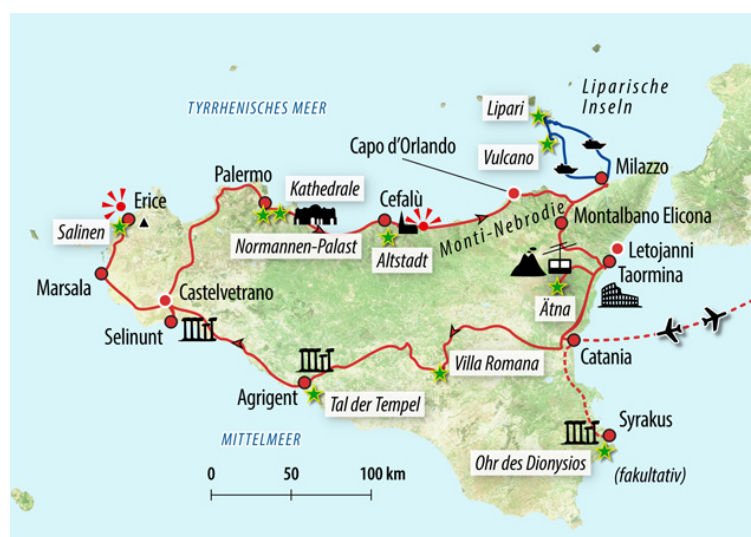 Liparische
Inseln
Lipari
TYRRHENISCHES MEER
Capo d'Orlando
Vulcano
Milazzo
Palermo
Kathedrale
Cefalù
Erice
Salinen
Normannen-Palast
Altstadt
Monti-Nebrodie
Montalbano Elicona
Letojanni
Taormina
Marsala
Castelvetrano
Ätna
Selinunt
Villa Romana
Catania
Agrigent
Tal der Tempel
Syrakus
MITTELMEER
Ohr des Dionysios
(fakultativ)
0 50 100 km